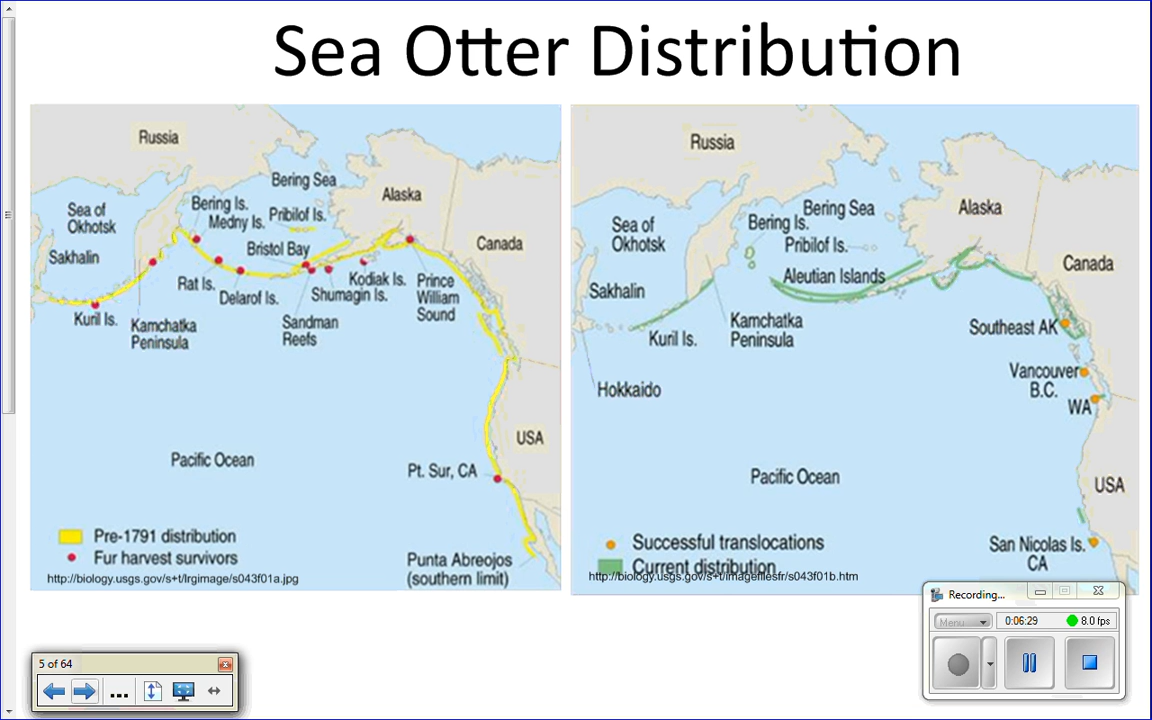 Sea Otter Distribution
Russia
Bering Sea
Alaska
Bering Is.
Sea of
Okhotsk
Medny Is.
Pribilof Is.
Canada
Sakhalin
Bristol Bay
Rat Is.
Delarof Is.
Kodiak Is.
Shumagin Is.
Prince
William
Sound
Kuril Is.
Kamchatka
Peninsula
Sandman
Reefs
USA
Pacific Ocean
Pt. Sur, CA
Pre-1791 distribution
Fur harvest survivors
Punta Abreojos
(southern limit)
http://biology.usgs.gov/s+t/lrgimage/s043f01a.jpg
Russia
Bering Sea
Alaska
Bering Is.
Sea of
Okhotsk
Pribilof Is.
Canada
Aleutian Islands
Sakhalin
Kamchatka
Peninsula
Southeast AK
Kuril Is.
Hokkaido
Vancouver
B.C.
WA
Pacific Ocean
USA
Successful translocations
Current distribution
San Nicolas Is.
CA
http://biology.usgs.gov/s+t/imagefilesfr/s043f01b.htm
Recording...
Menu
0:06:29
8.0 fps
5 of 64